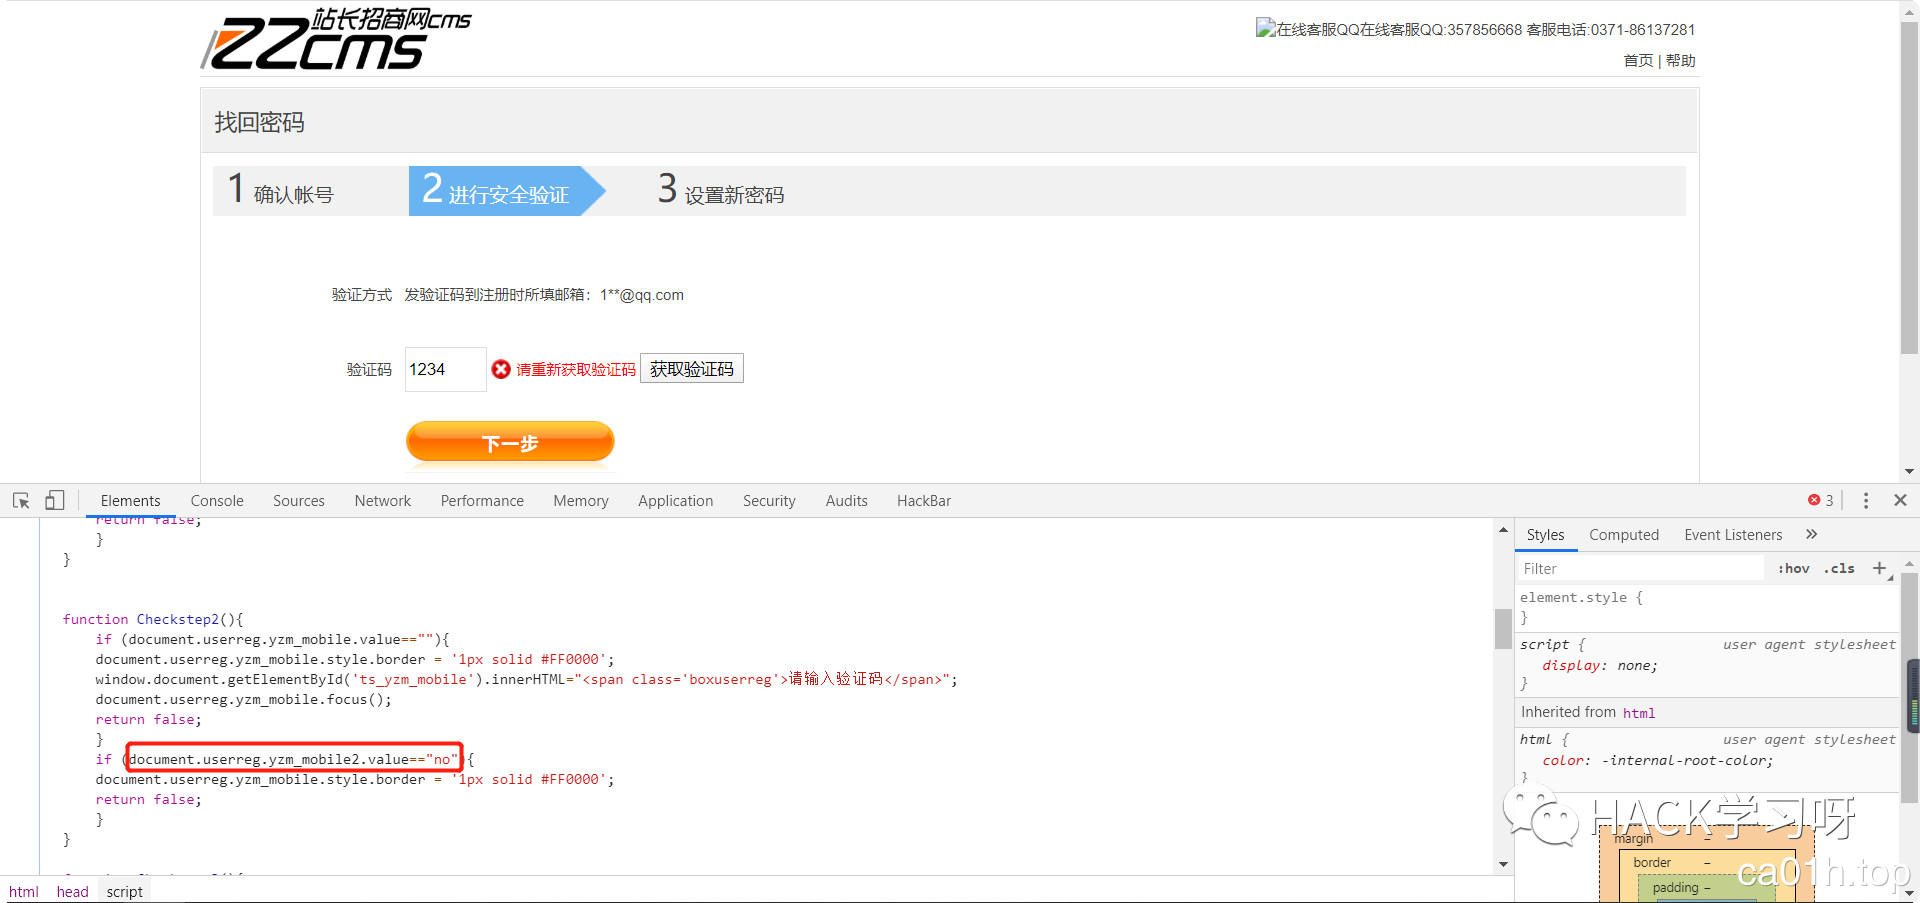 站长招商网cms
ZZcms
在线客服QQ在线客服QQ:357856668 客服电话:0371-86137281
首页 | 帮助
找回密码
1 确认帐号
2 进行安全验证
3 设置新密码
验证方式 发验证码到注册时所填邮箱：1**@qq.com
验证码 1234 请重新获取验证码 获取验证码
下一步
Elements Console Sources Network Performance Memory Application Security Audits HackBar 3
return false;
}
}
function Checkstep2(){
if (document.userreg.yzm_mobile.value==""){
document.userreg.yzm_mobile.style.border = '1px solid #FF0000';
window.document.getElementById('ts_yzm_mobile').innerHTML="<span class='boxuserreg'>请输入验证码</span>";
document.userreg.yzm_mobile.focus();
return false;
}
if (document.userreg.yzm_mobile2.value=="no"){
document.userreg.yzm_mobile.style.border = '1px solid #FF0000';
return false;
}
}
html head script
Styles Computed Event Listeners »
Filter :hov .cls +
element.style {
}
script { user agent stylesheet
display: none;
}
Inherited from html
html { user agent stylesheet
color: -internal-root-color;
}
HACK学习呀
margin –
border –
padding –
ca01h.top